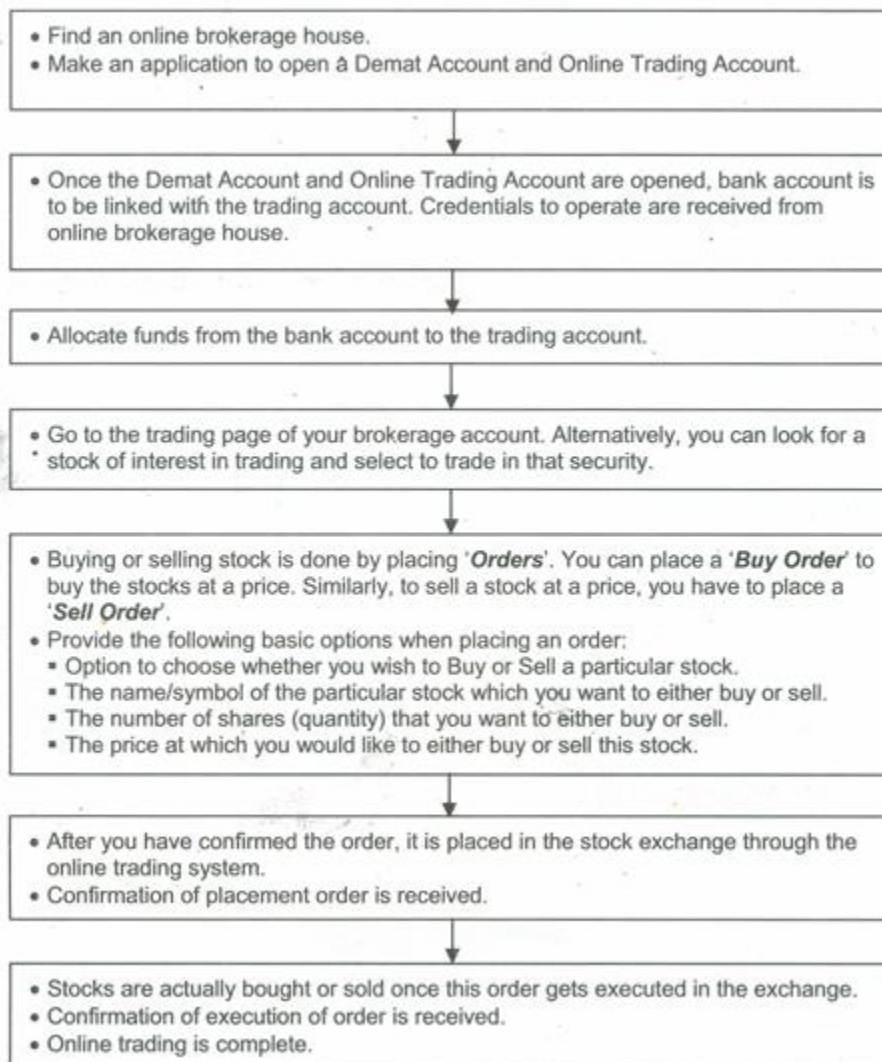 • Find an online brokerage house.
• Make an application to open a Demat Account and Online Trading Account.
• Once the Demat Account and Online Trading Account are opened, bank account is
to be linked with the trading account. Credentials to operate are received from
online brokerage house.
• Allocate funds from the bank account to the trading account.
• Go to the trading page of your brokerage account. Alternatively, you can look for a
stock of interest in trading and select to trade in that security.
• Buying or selling stock is done by placing 'Orders'. You can place a 'Buy Order' to
buy the stocks at a price. Similarly, to sell a stock at a price, you have to place a
'Sell Order'.
• Provide the following basic options when placing an order:
▪ Option to choose whether you wish to Buy or Sell a particular stock.
▪ The name/symbol of the particular stock which you want to either buy or sell.
▪ The number of shares (quantity) that you want to either buy or sell.
▪ The price at which you would like to either buy or sell this stock.
• After you have confirmed the order, it is placed in the stock exchange through the
online trading system.
• Confirmation of placement order is received.
• Stocks are actually bought or sold once this order gets executed in the exchange.
• Confirmation of execution of order is received.
• Online trading is complete.